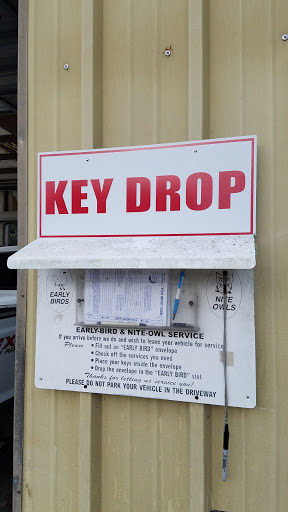 KEY DROP
EARLY BIRDS
NITE OWLS
EARLY-BIRD & NITE-OWL SERVICE
If you arrive before we do and wish to leave your vehicle for service
Please • Fill out an "EARLY BIRD" envelope
• Check off the services you need
• Place your keys inside the envelope
• Drop the envelope in the "EARLY BIRD" slot
Thanks for letting us service you!
PLEASE DO NOT PARK YOUR VEHICLE IN THE DRIVEWAY